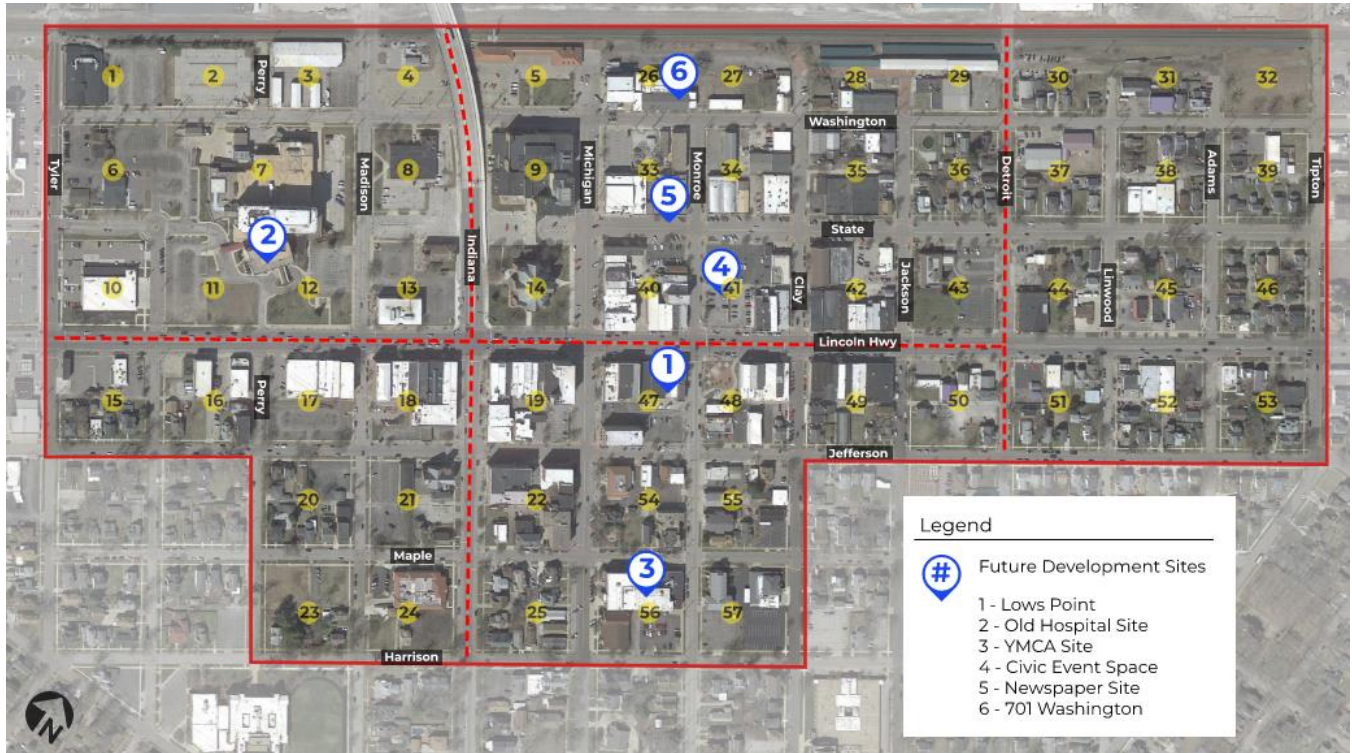 1
2
Perry
3
4
5
26
6
27
28
29
30
31
32
Washington
Tyler
6
7
Madison
8
9
Michigan
33
Monroe
34
35
36
Detroit
37
38
Adams
39
Tipton
5
State
2
Indiana
4
10
11
12
13
14
40
41
Clay
42
Jackson
43
44
Linwood
45
46
Lincoln Hwy
1
15
16
Perry
17
18
19
47
48
49
50
51
52
53
Jefferson
20
21
22
54
55
Maple
3
23
24
25
56
57
Harrison
Legend
# Future Development Sites
1 - Lows Point
2 - Old Hospital Site
3 - YMCA Site
4 - Civic Event Space
5 - Newspaper Site
6 - 701 Washington
N